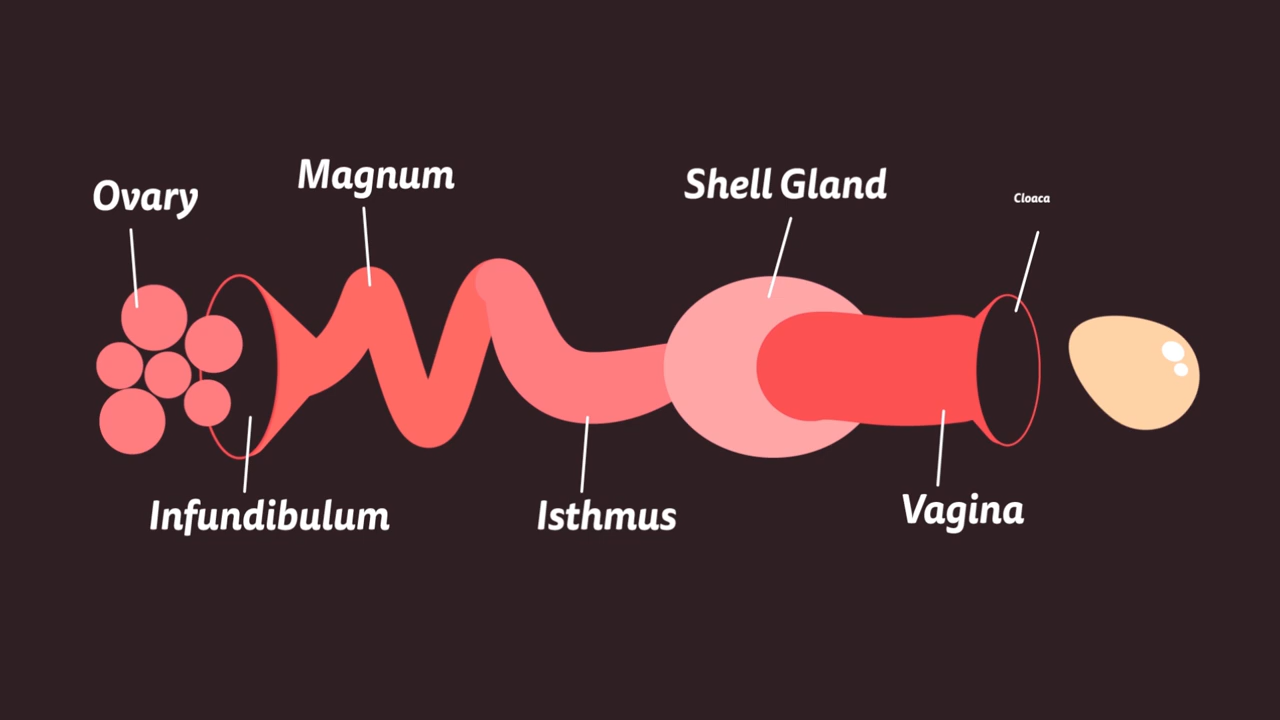 Ovary
Magnum
Shell Gland
Cloaca
Infundibulum
Isthmus
Vagina